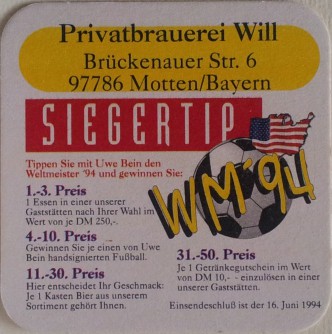 Privatbrauerei Will
Brückenauer Str. 6
97786 Motten/Bayern
SIEGERTIP
Tippen Sie mit Uwe Bein den
Weltmeister '94 und gewinnen Sie:
WM'94
1.-3. Preis
1 Essen in einer unserer
Gaststätten nach Ihrer Wahl im
Wert von je DM 250,-.
4.-10. Preis
Gewinnen Sie je einen von Uwe
Bein handsignierten Fußball.
11.-30. Preis
Hier entscheidet Ihr Geschmack:
Je 1 Kasten Bier aus unserem
Sortiment gehört Ihnen.
31.-50. Preis
Je 1 Getränkegutschein im Wert
von DM 10,- - einzulösen in einer
unserer Gaststätten.
Einsendeschluß ist der 16. Juni 1994